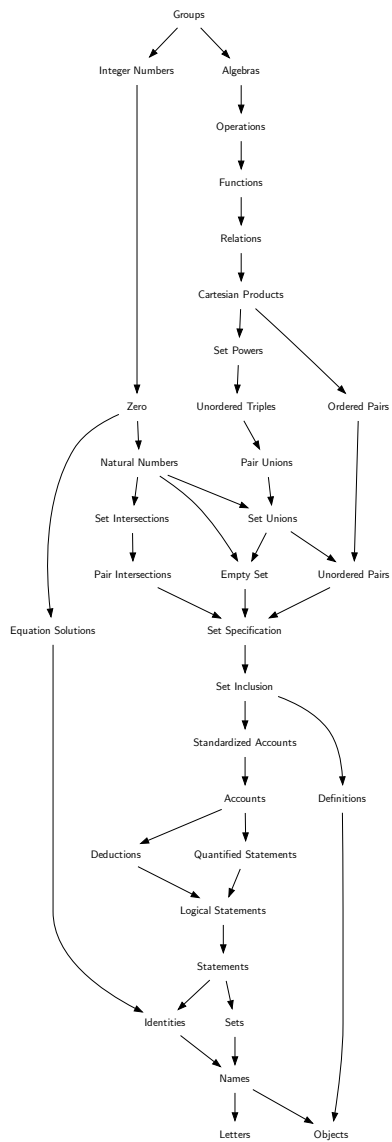 Groups
Integer Numbers
Algebras
Operations
Functions
Relations
Cartesian Products
Set Powers
Zero
Unordered Triples
Ordered Pairs
Natural Numbers
Pair Unions
Set Intersections
Set Unions
Pair Intersections
Empty Set
Unordered Pairs
Equation Solutions
Set Specification
Set Inclusion
Standardized Accounts
Accounts
Definitions
Deductions
Quantified Statements
Logical Statements
Statements
Identities
Sets
Names
Letters
Objects